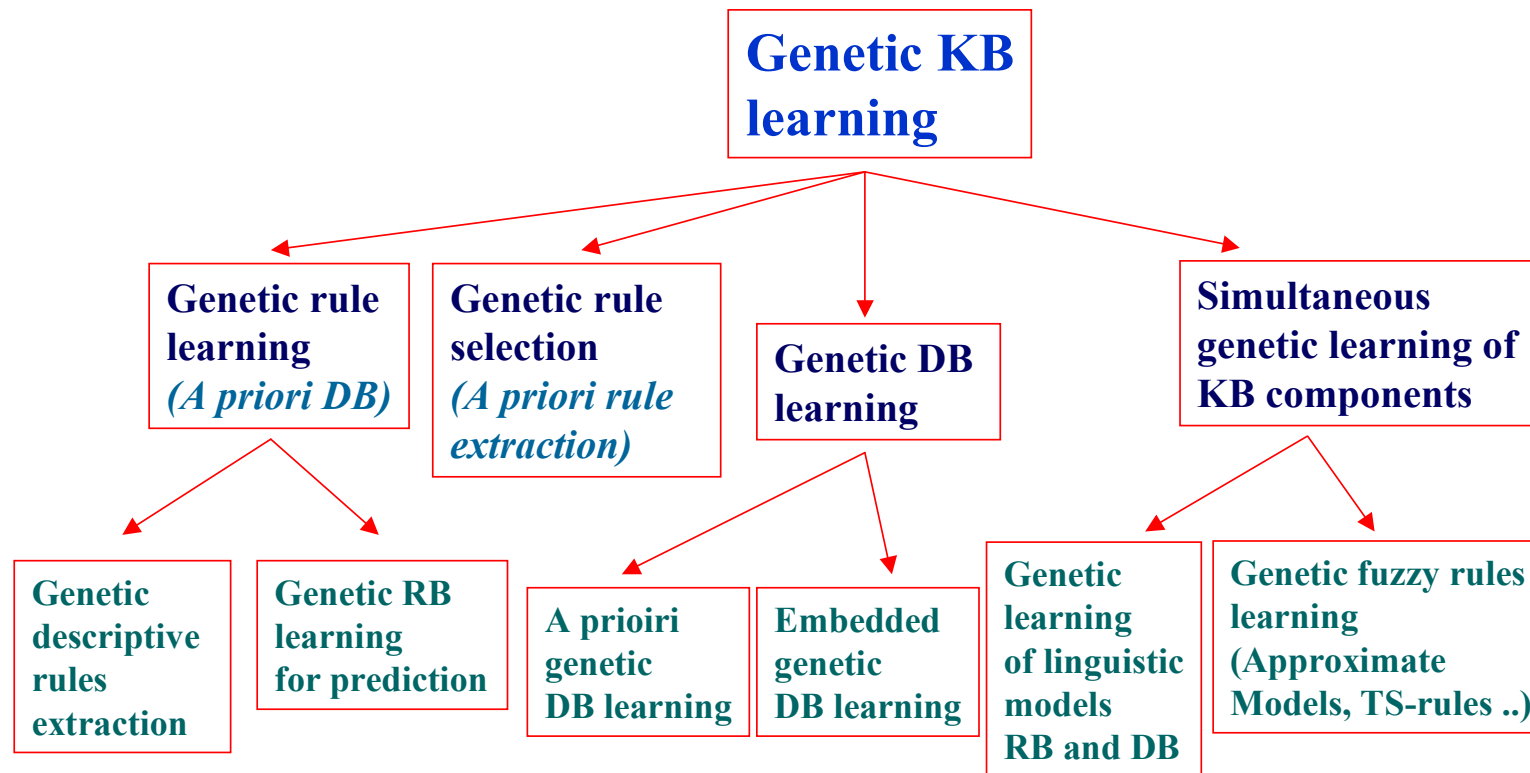 Genetic KB
learning
Genetic rule
learning
(A priori DB)
Genetic rule
selection
(A priori rule
extraction)
Genetic DB
learning
Simultaneous
genetic learning of
KB components
Genetic
descriptive
rules
extraction
Genetic RB
learning
for prediction
A prioiri
genetic
DB learning
Embedded
genetic
DB learning
Genetic
learning
of linguistic
models
RB and DB
Genetic fuzzy rules
learning
(Approximate
Models, TS-rules ..)